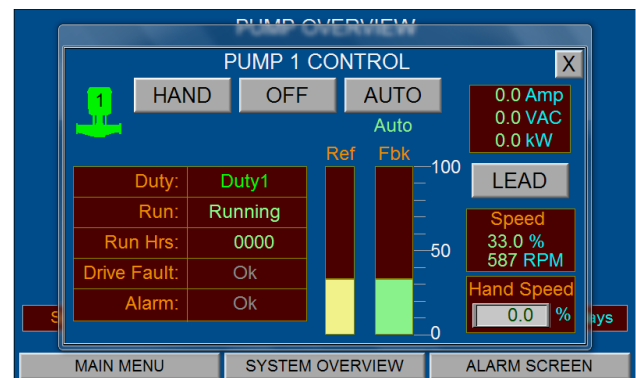 PUMP OVERVIEW
PUMP 1 CONTROL
X
1
HAND
OFF
AUTO
Auto
0.0 Amp
0.0 VAC
0.0 kW
Ref
Fbk
100
50
0
LEAD
Duty:
Duty1
Run:
Running
Run Hrs:
0000
Drive Fault:
Ok
Alarm:
Ok
Speed
33.0 %
587 RPM
Hand Speed
0.0 %
MAIN MENU
SYSTEM OVERVIEW
ALARM SCREEN